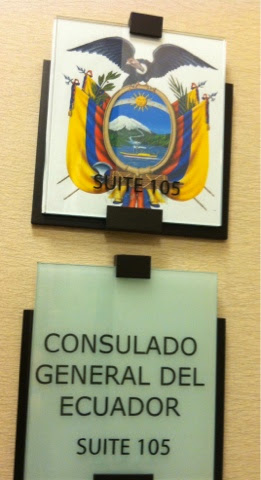 SUITE 105
CONSULADO
GENERAL DEL
ECUADOR
SUITE 105